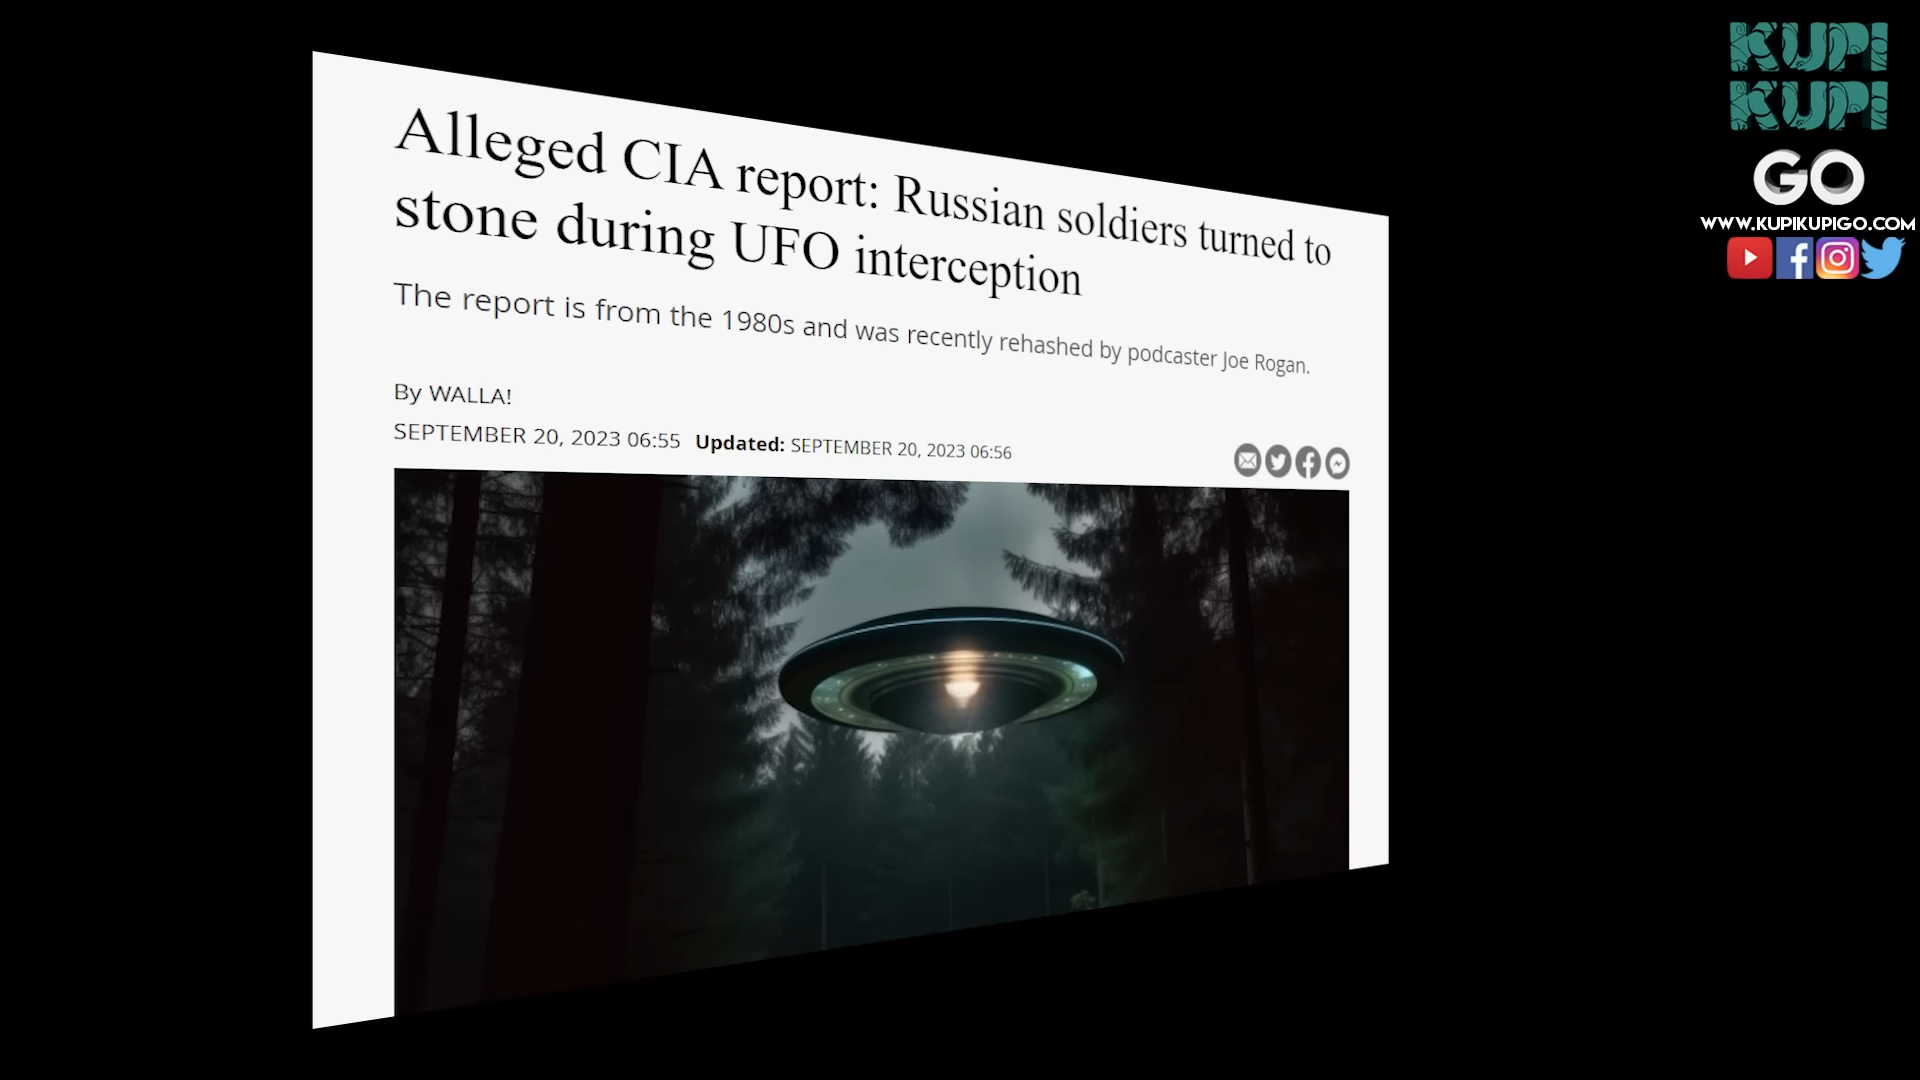 Alleged CIA report: Russian soldiers turned to
stone during UFO interception
The report is from the 1980s and was recently rehashed by podcaster Joe Rogan.
By WALLA!
SEPTEMBER 20, 2023 06:55 Updated: SEPTEMBER 20, 2023 06:56
KUPI
KUPI
GO
WWW.KUPIKUPIGO.COM